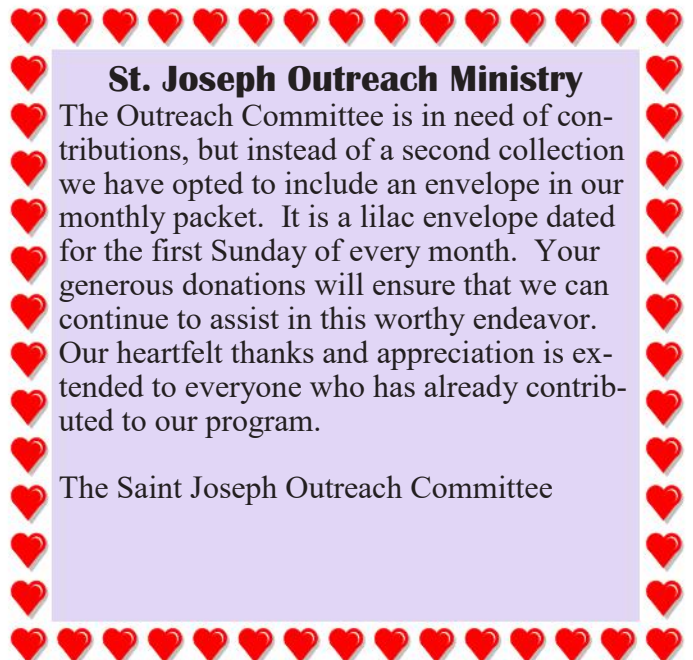 St. Joseph Outreach Ministry
The Outreach Committee is in need of con-
tributions, but instead of a second collection
we have opted to include an envelope in our
monthly packet.  It is a lilac envelope dated
for the first Sunday of every month.  Your
generous donations will ensure that we can
continue to assist in this worthy endeavor.
Our heartfelt thanks and appreciation is ex-
tended to everyone who has already contrib-
uted to our program.
The Saint Joseph Outreach Committee